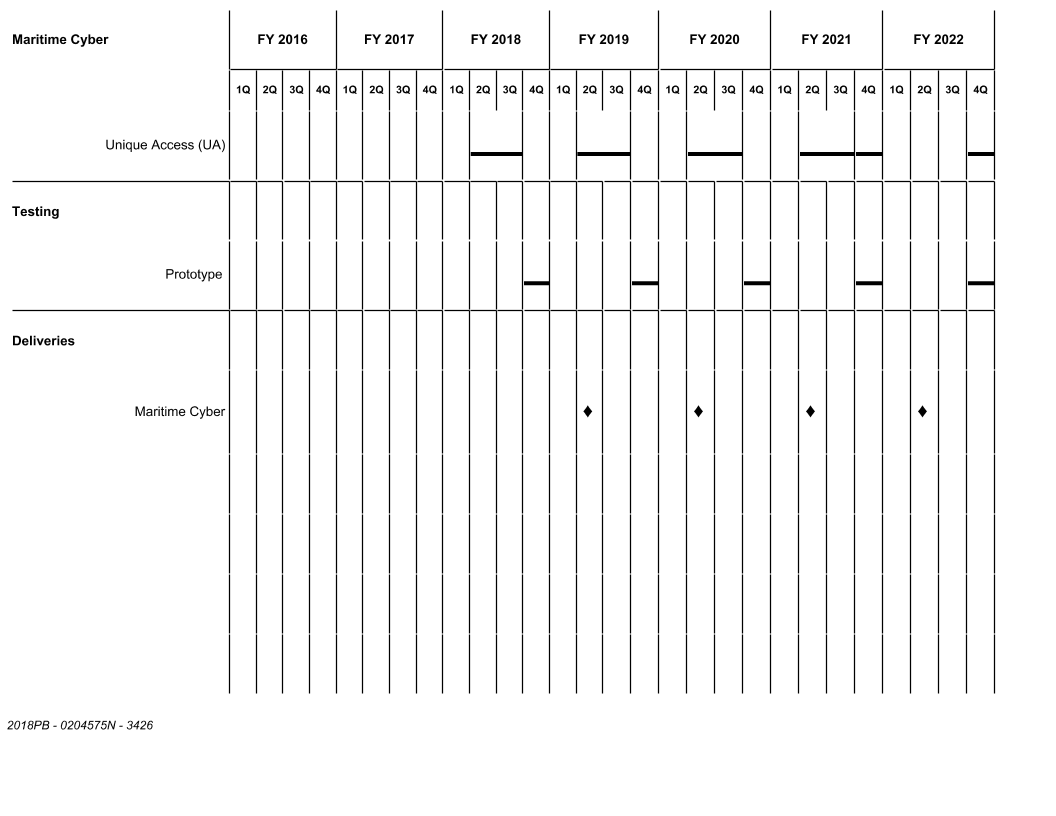 Maritime Cyber FY 2016 FY 2017 FY 2018 FY 2019 FY 2020 FY 2021 FY 2022
1Q 2Q 3Q 4Q 1Q 2Q 3Q 4Q 1Q 2Q 3Q 4Q 1Q 2Q 3Q 4Q 1Q 2Q 3Q 4Q 1Q 2Q 3Q 4Q 1Q 2Q 3Q 4Q
Unique Access (UA)
Testing
Prototype
Deliveries
Maritime Cyber
2018PB - 0204575N - 3426